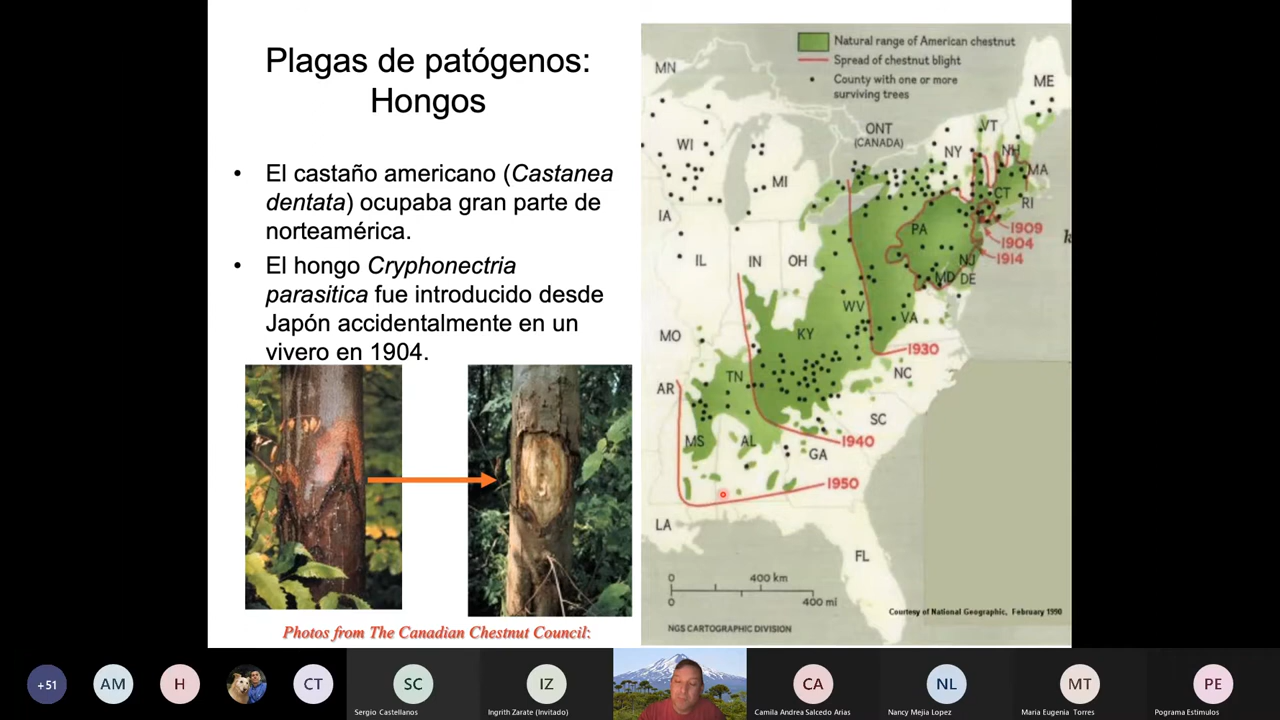 Plagas de patógenos:
Hongos
• El castaño americano (Castanea
dentata) ocupaba gran parte de
norteamérica.
• El hongo Cryphonectria
parasitica fue introducido desde
Japón accidentalmente en un
vivero en 1904.
Photos from The Canadian Chestnut Council:
Natural range of American chestnut
Spread of chestnut blight
County with one or more
surviving trees
MN
ME
ONT
(CANADA)
VT
WI
NY
NH
MA
MI
CT
RI
IA
PA
1909
1904
NJ
1914
IL
IN
OH
MD
DE
WV
VA
MO
KY
1930
NC
TN
AR
SC
MS
AL
1940
GA
1950
LA
FL
0
400 km
0
400 mi
Courtesy of National Geographic, February 1990
NGS CARTOGRAPHIC DIVISION
+51
AM
H
CT
SC
Sergio Castellanos
IZ
Ingrith Zarate (Invitado)
CA
Camila Andrea Salcedo Arias
NL
Nancy Mejia Lopez
MT
Maria Eugenia Torres
PE
Pograma Estimulos